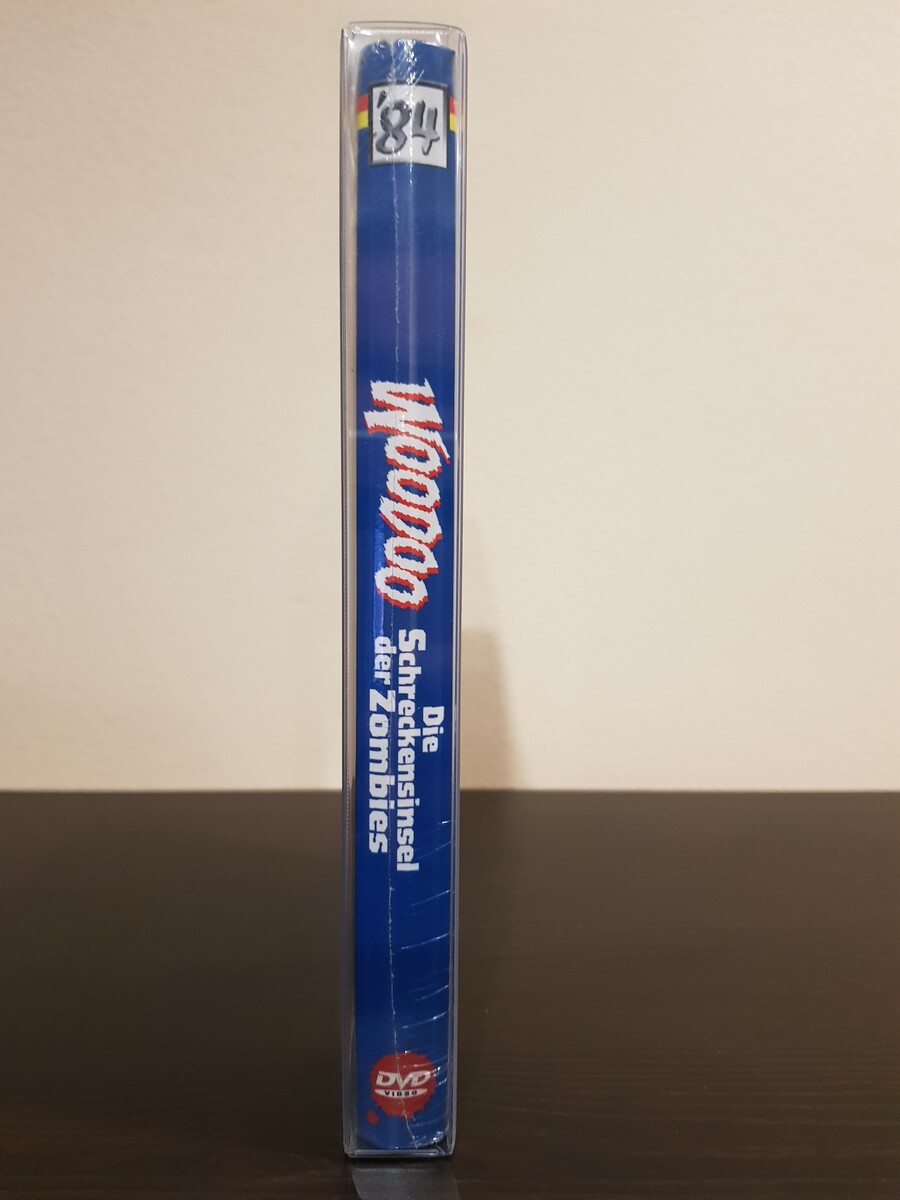 '84
Woodoo
Die
Schreckensinsel
der Zombies
DVD
VIDEO